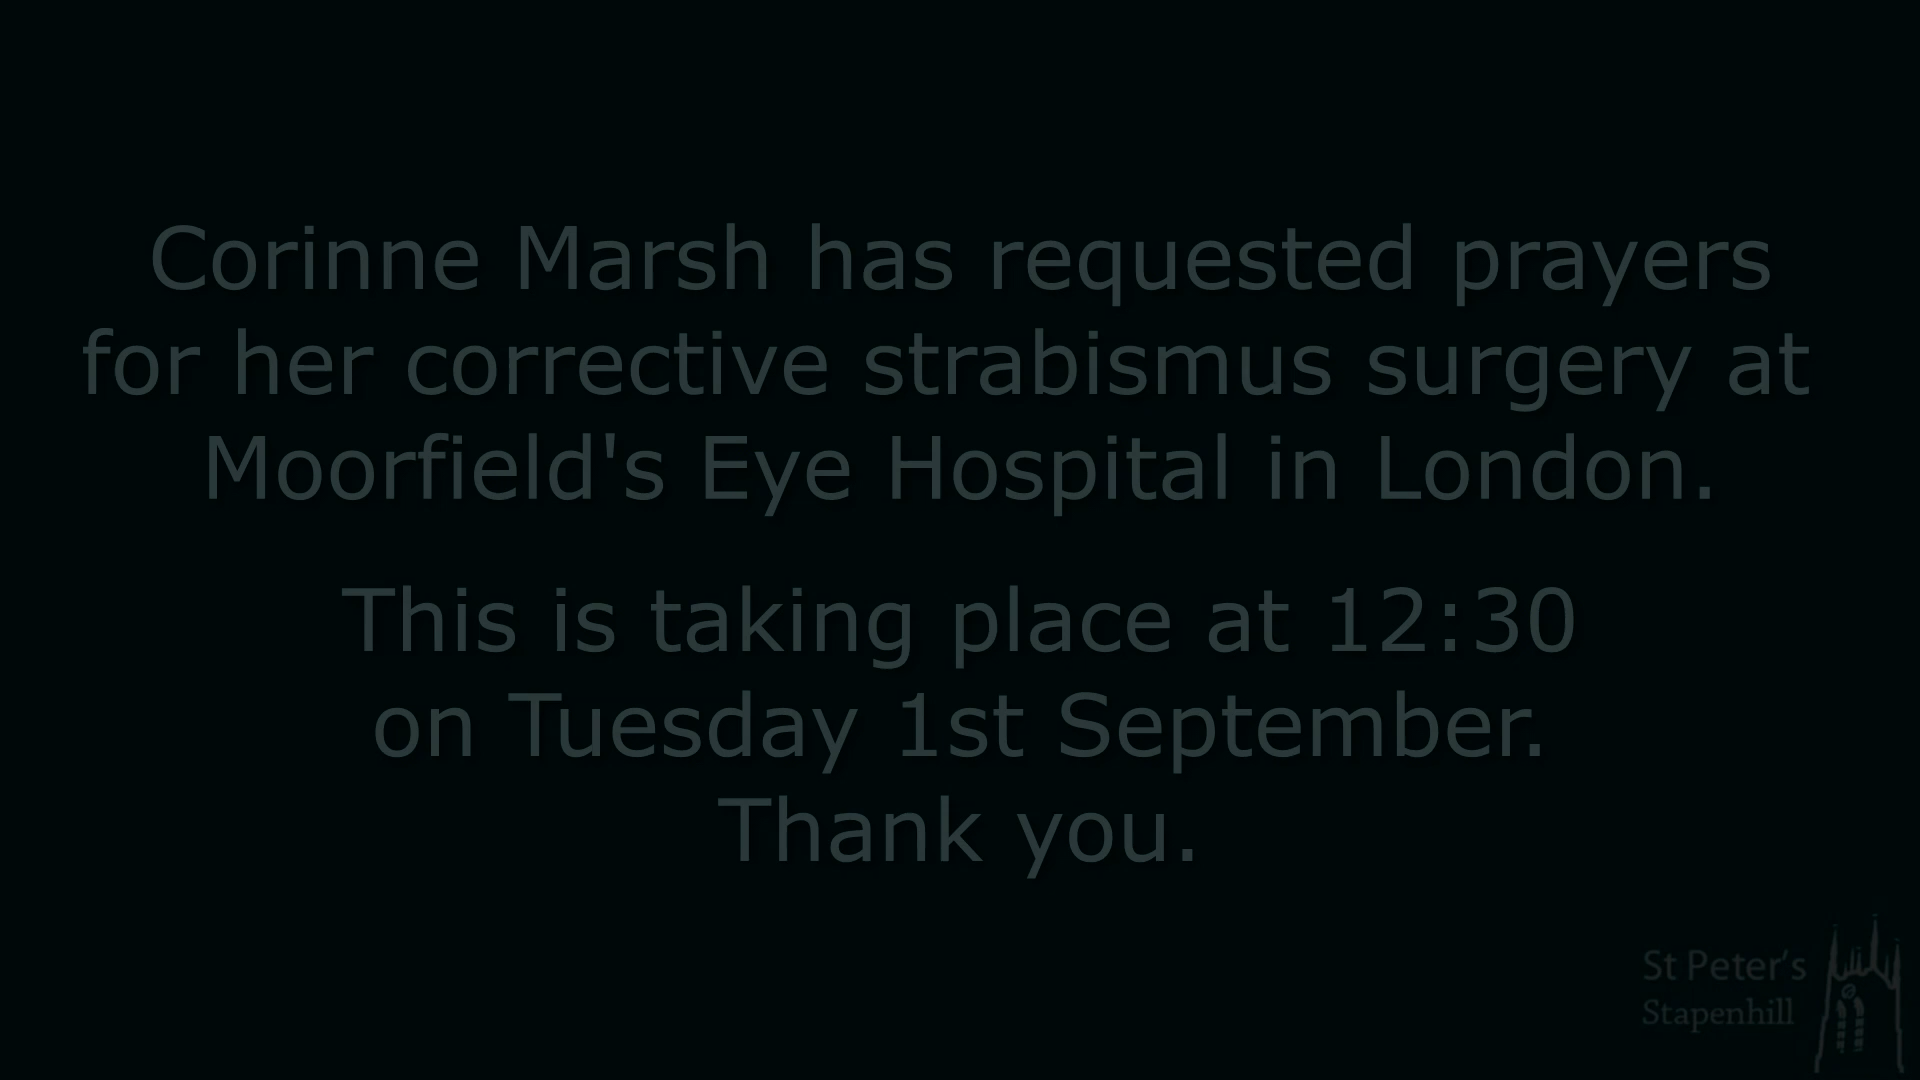 Corinne Marsh has requested prayers
for her corrective strabismus surgery at
Moorfield's Eye Hospital in London.
This is taking place at 12:30
on Tuesday 1st September.
Thank you.
St Peter's
Stapenhill